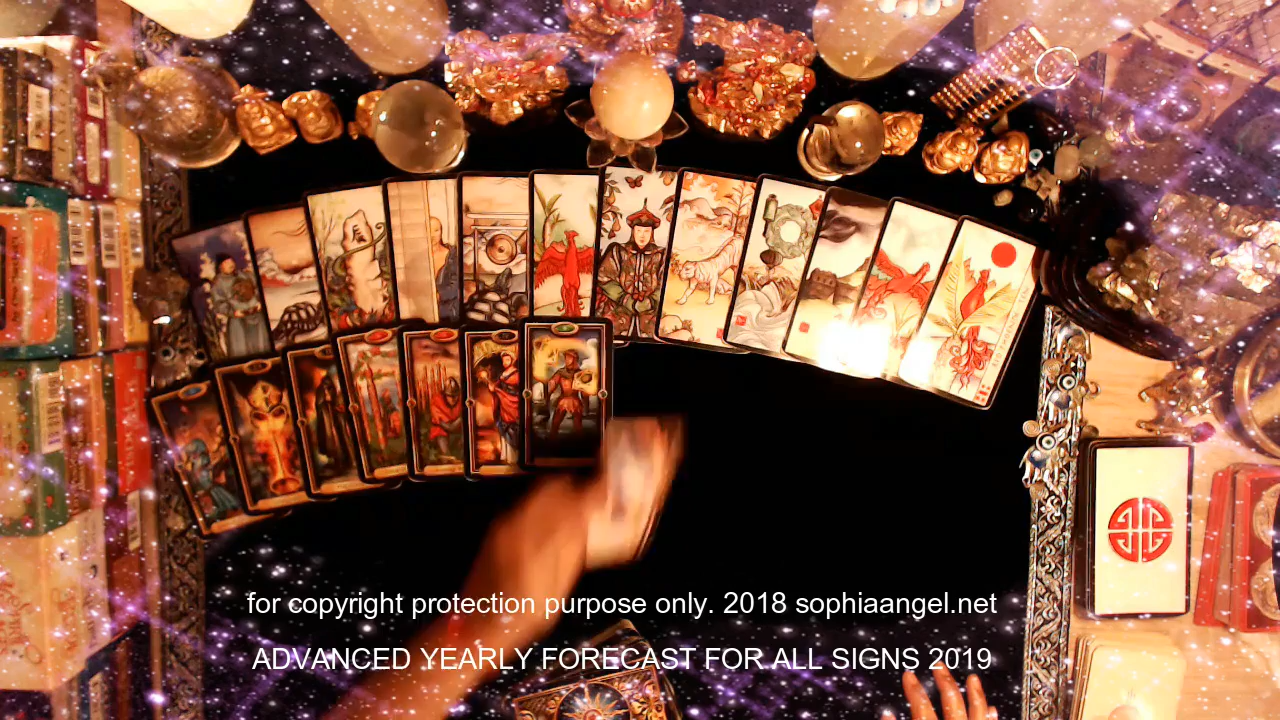 for copyright protection purpose only. 2018 sophiaangel.net
ADVANCED YEARLY FORECAST FOR ALL SIGNS 2019